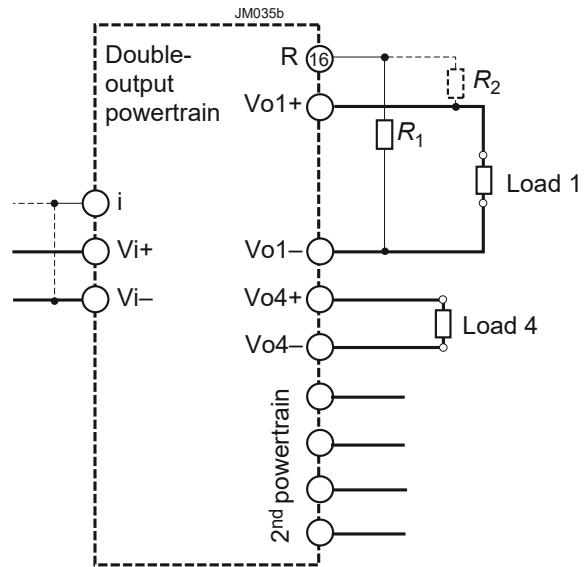 JM035b
Double-
output
powertrain
R 16
R2
Vo1+
R1
Load 1
i
Vi+
Vo1–
Vi–
Vo4+
Load 4
Vo4–
2nd powertrain